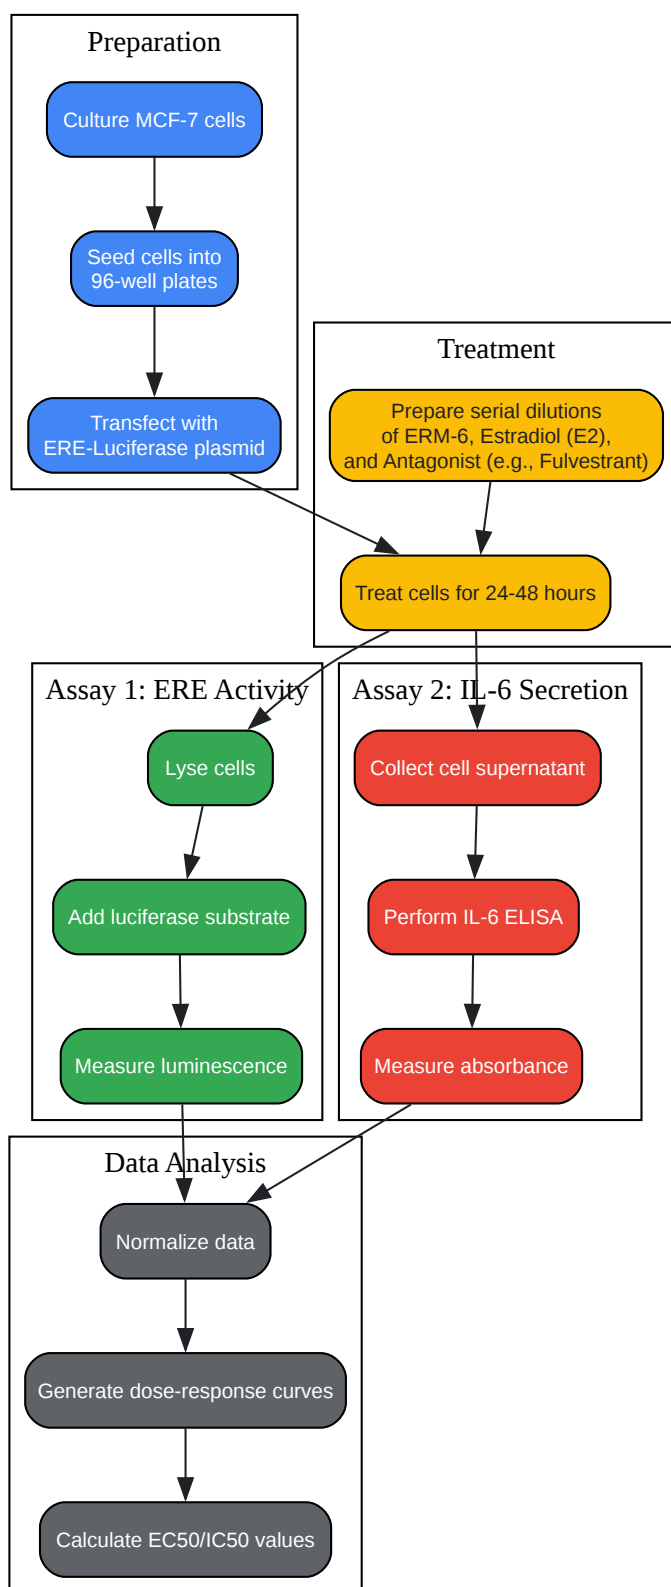 Preparation
Culture MCF-7 cells
Seed cells into
96-well plates
Transfect with
ERE-Luciferase plasmid
Treatment
Prepare serial dilutions
of ERM-6, Estradiol (E2),
and Antagonist (e.g., Fulvestrant)
Treat cells for 24-48 hours
Assay 1: ERE Activity
Lyse cells
Add luciferase substrate
Measure luminescence
Assay 2: IL-6 Secretion
Collect cell supernatant
Perform IL-6 ELISA
Measure absorbance
Data Analysis
Normalize data
Generate dose-response curves
Calculate EC50/IC50 values